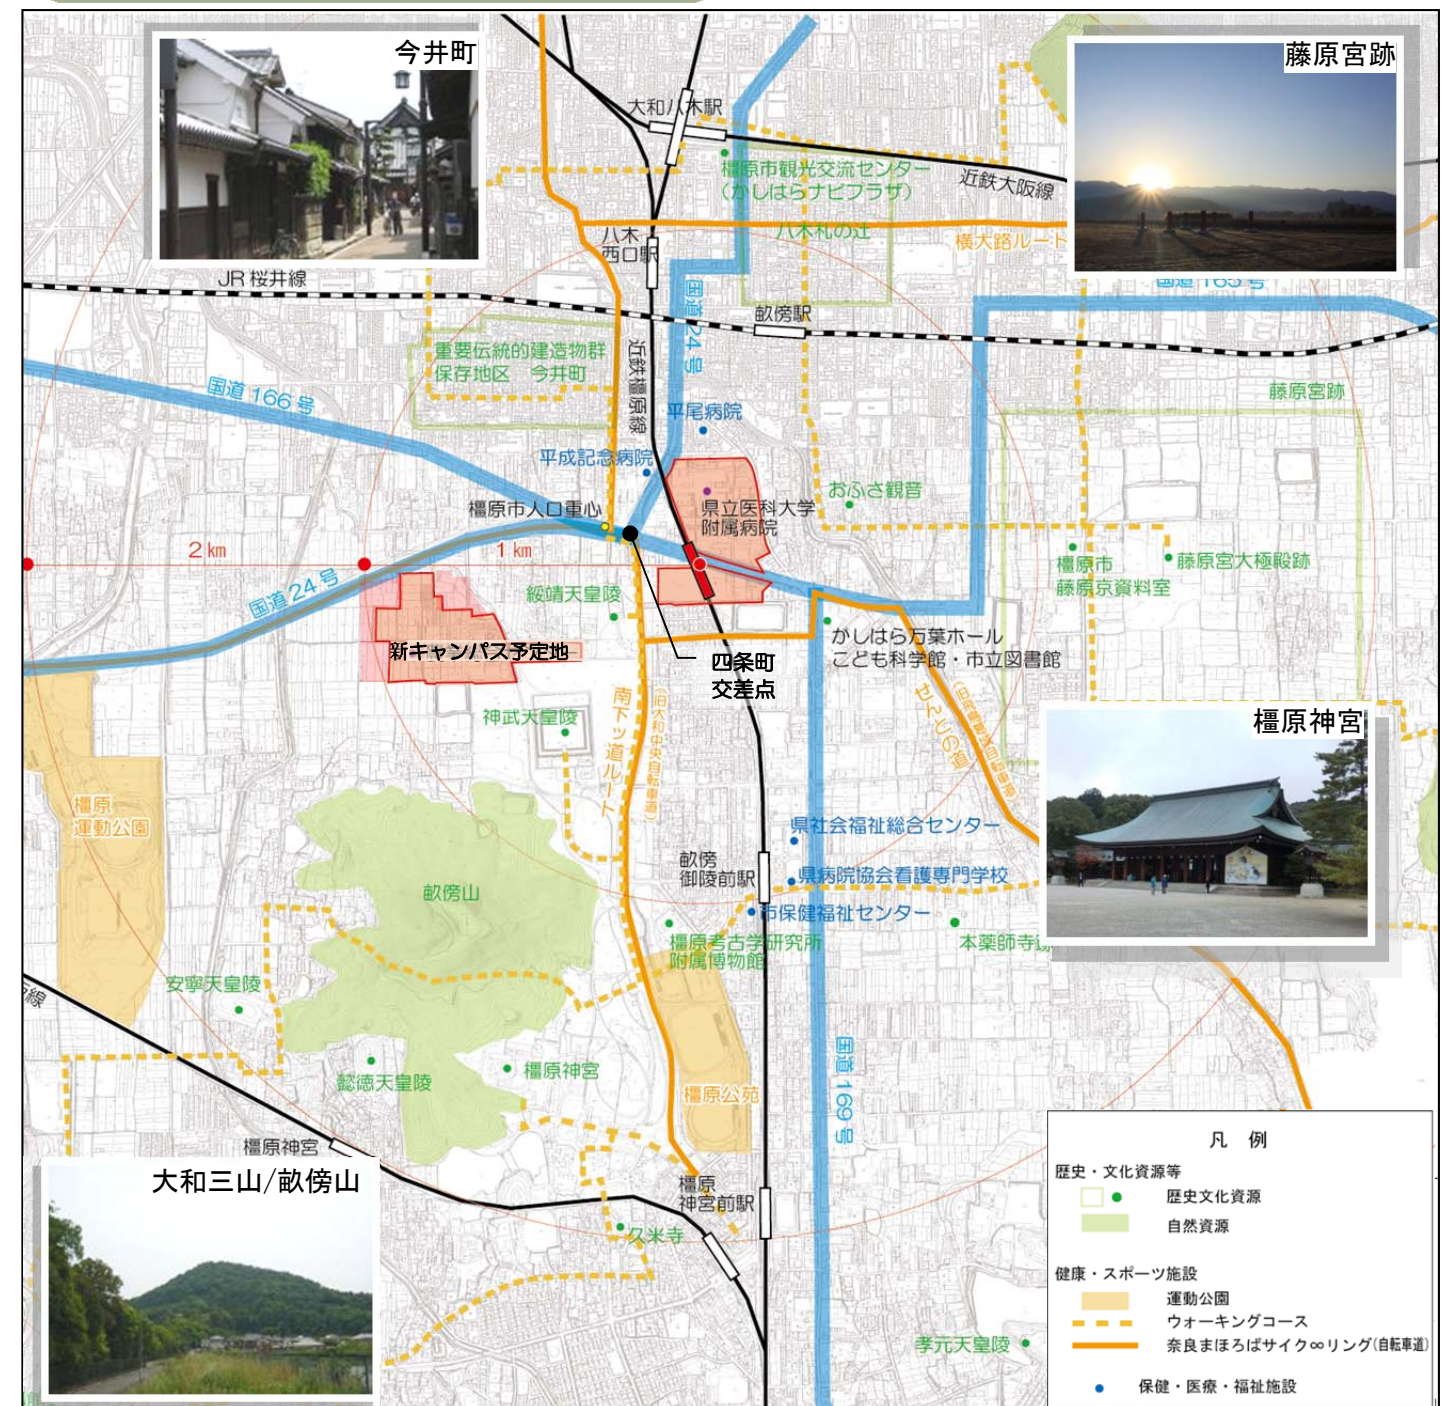 今井町
藤原宮跡
大和八木駅
橿原市観光交流センター
(かしはらナビプラザ)
近鉄大阪線
八木札の辻
横大路ルート
八木
西口駅
JR桜井線
国道165号
国道24号
畝傍駅
重要伝統的建造物群
保存地区 今井町
近鉄橿原線
国道166号
藤原宮跡
平尾病院
平成記念病院
おふさ観音
橿原市人口重心
県立医科大学
附属病院
2km
1km
橿原市
藤原京資料室
藤原宮大極殿跡
国道24号
綏靖天皇陵
かしはら万葉ホール
こども科学館・市立図書館
新キャンパス予定地
四条町
交差点
神武天皇陵
南下ツ道ルート
(旧大和中央自転車道)
せんとの道
橿原神宮
橿原
運動公園
県社会福祉総合センター
畝傍
御陵前駅
県病院協会看護専門学校
畝傍山
市保健福祉センター
橿原考古学研究所
附属博物館
本薬師寺跡
安寧天皇陵
線
橿原神宮
懿徳天皇陵
橿原公苑
国道169号
橿原神宮
大和三山/畝傍山
橿原
神宮前駅
久米寺
孝元天皇陵
凡 例
歴史・文化資源等
歴史文化資源
自然資源
健康・スポーツ施設
運動公園
ウォーキングコース
奈良まほろばサイク∞リング(自転車道)
保健・医療・福祉施設